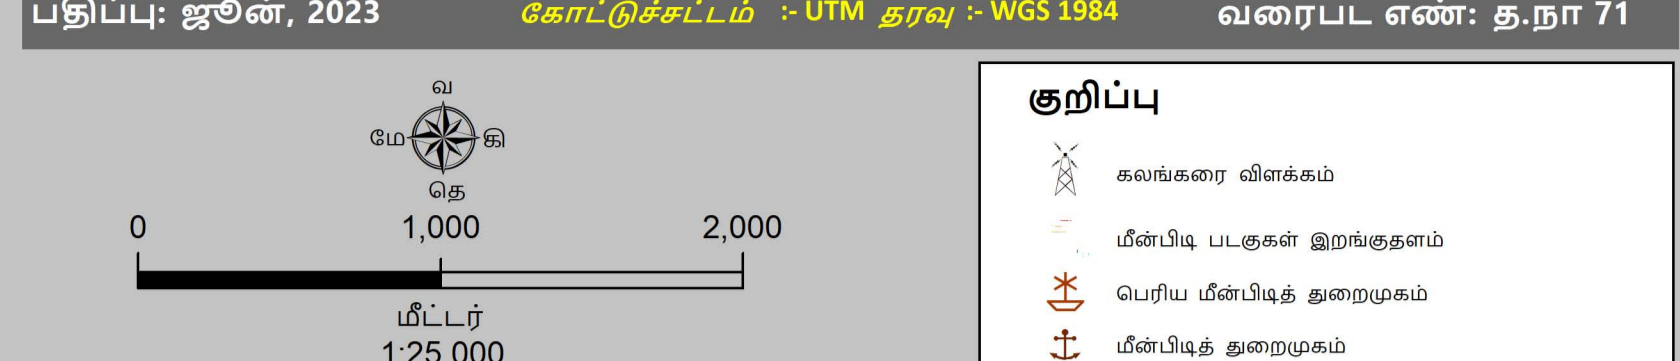 பதிப்பு: ஜூன், 2023 கோட்டுச்சட்டம் :- UTM தரவு :- WGS 1984 வரைபட எண்: த.நா 71
வ
மே கி
தெ
0 1,000 2,000
மீட்டர்
1:25,000
குறிப்பு
கலங்கரை விளக்கம்
மீன்பிடி படகுகள் இறங்குதளம்
பெரிய மீன்பிடித் துறைமுகம்
மீன்பிடித் துறைமுகம்